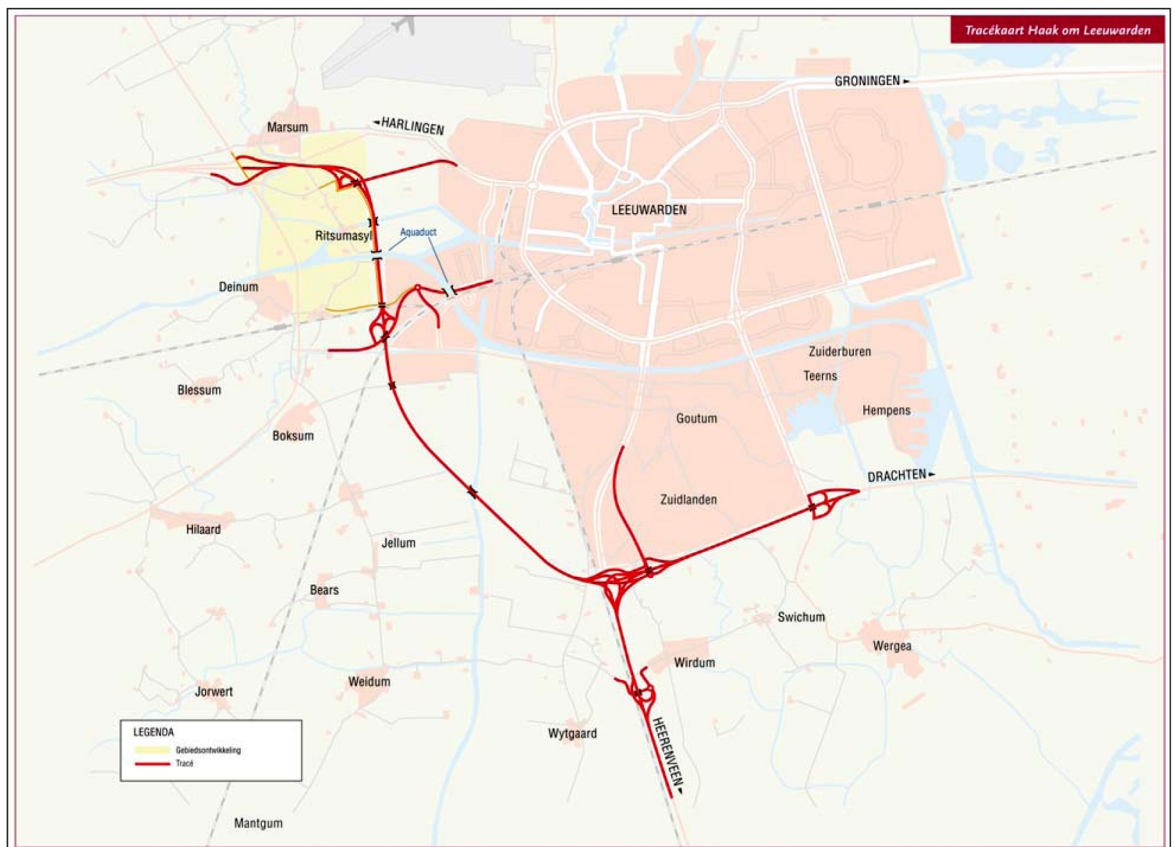 Tracékaart Haak om Leeuwarden
GRONINGEN ►
◄HARLINGEN
Marsum
LEEUWARDEN
Ritsumasyl
Aquaduct
Deinum
Zuiderburen
Teerns
Blessum
Hempens
Goutum
Boksum
DRACHTEN ►
Zuidlanden
Hilaard
Jellum
Bears
Swichum
Wergea
Wirdum
Weidum
Jorwert
HEERENVEEN ►
Wytgaard
LEGENDA
Gebiedsontwikkeling
Tracé
Mantgum